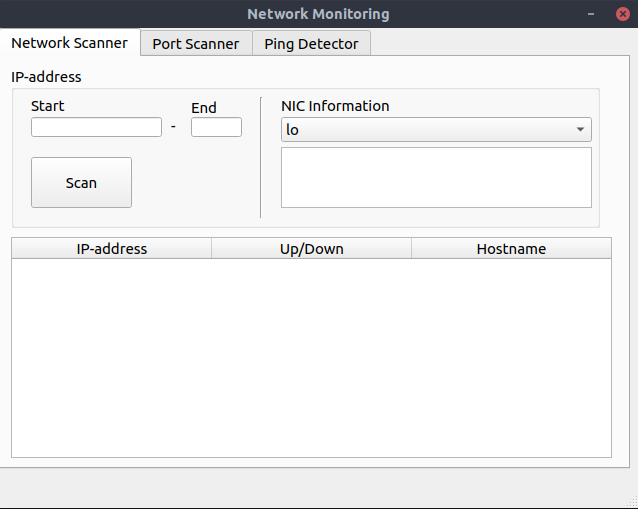 Network Monitoring
Network Scanner Port Scanner Ping Detector
IP-address
Start End NIC Information
- lo
Scan
IP-address Up/Down Hostname